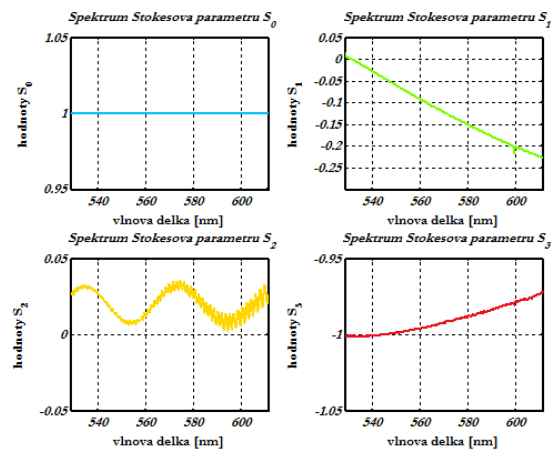 Spektrum Stokesova parametru S0
Spektrum Stokesova parametru S1
1.05
1
0.95
hodnoty S0
540 560 580 600
vlnova delka [nm]
0.05
0
-0.05
-0.1
-0.15
-0.2
-0.25
hodnoty S1
540 560 580 600
vlnova delka [nm]
Spektrum Stokesova parametru S2
Spektrum Stokesova parametru S3
0.05
0
-0.05
hodnoty S2
540 560 580 600
vlnova delka [nm]
-0.95
-1
-1.05
hodnoty S3
540 560 580 600
vlnova delka [nm]